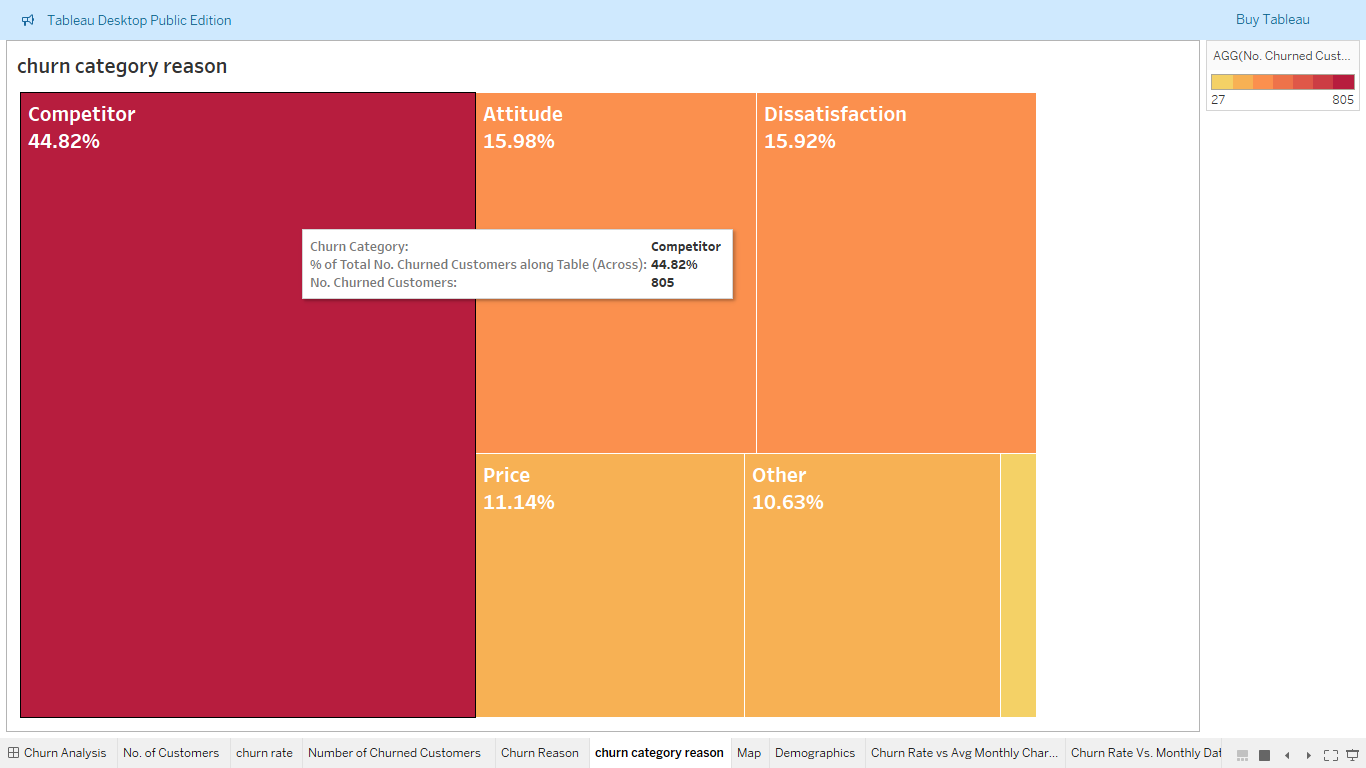 Tableau Desktop Public Edition
Buy Tableau
churn category reason
AGG(No. Churned Cust...
27 805
Competitor
44.82%
Attitude
15.98%
Dissatisfaction
15.92%
Churn Category: Competitor
% of Total No. Churned Customers along Table (Across): 44.82%
No. Churned Customers: 805
Price
11.14%
Other
10.63%
Churn Analysis No. of Customers churn rate Number of Churned Customers Churn Reason churn category reason Map Demographics Churn Rate vs Avg Monthly Char... Churn Rate Vs. Monthly Dat